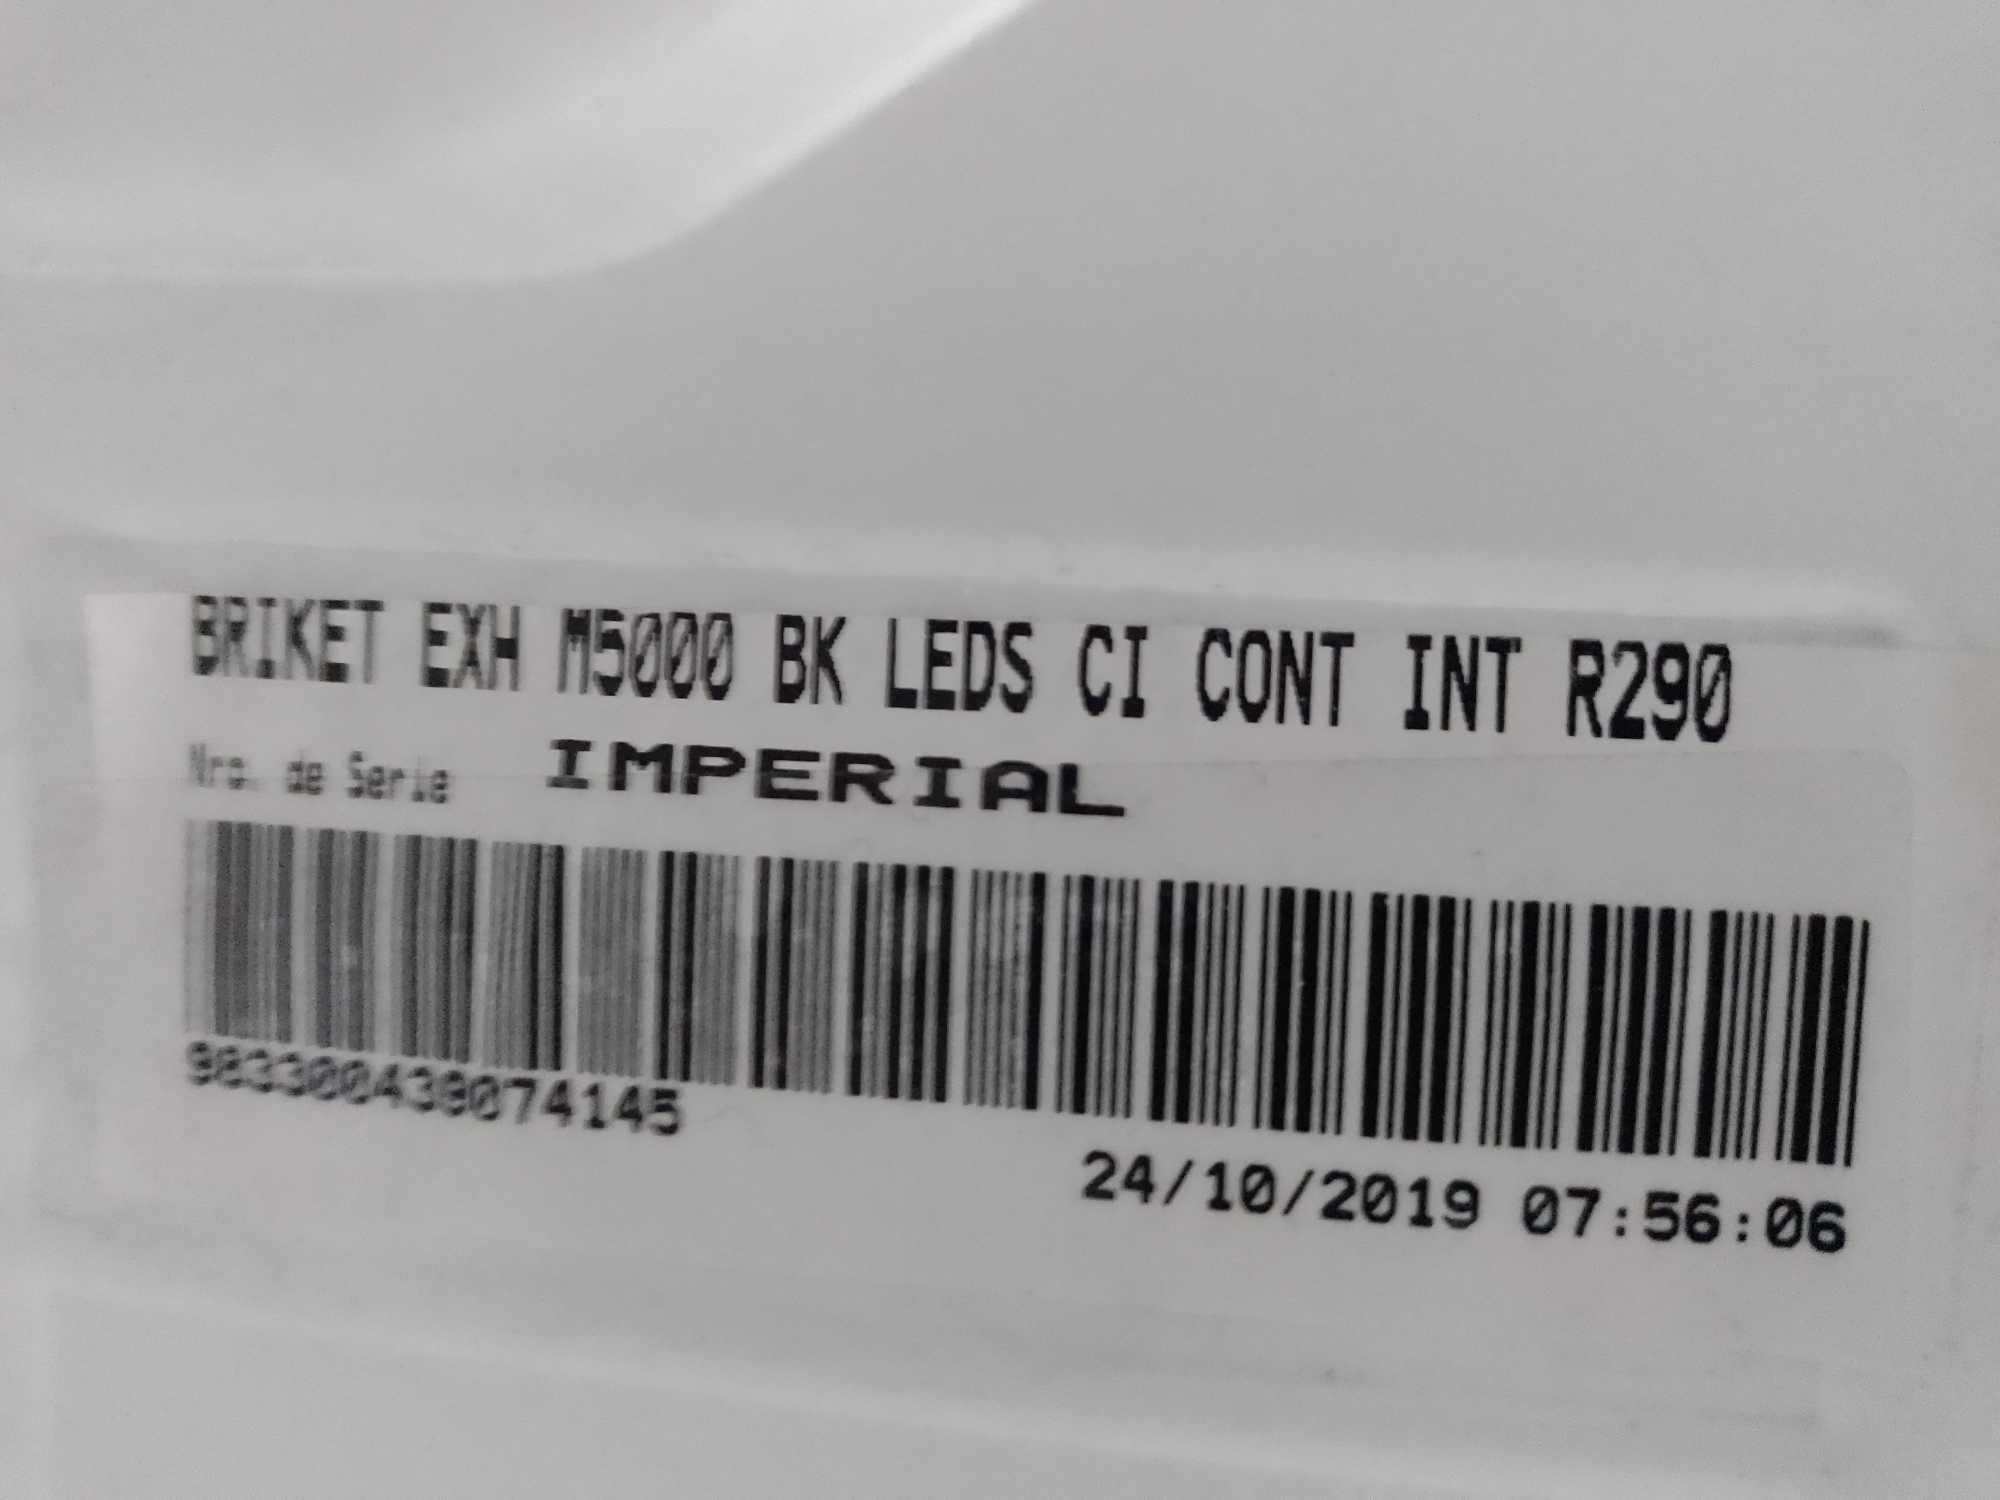 BRIKET EXH M5000 BK LEDS CI CONT INT R290
Nro. de Serie IMPERIAL
983300438074145
24/10/2019 07:56:06